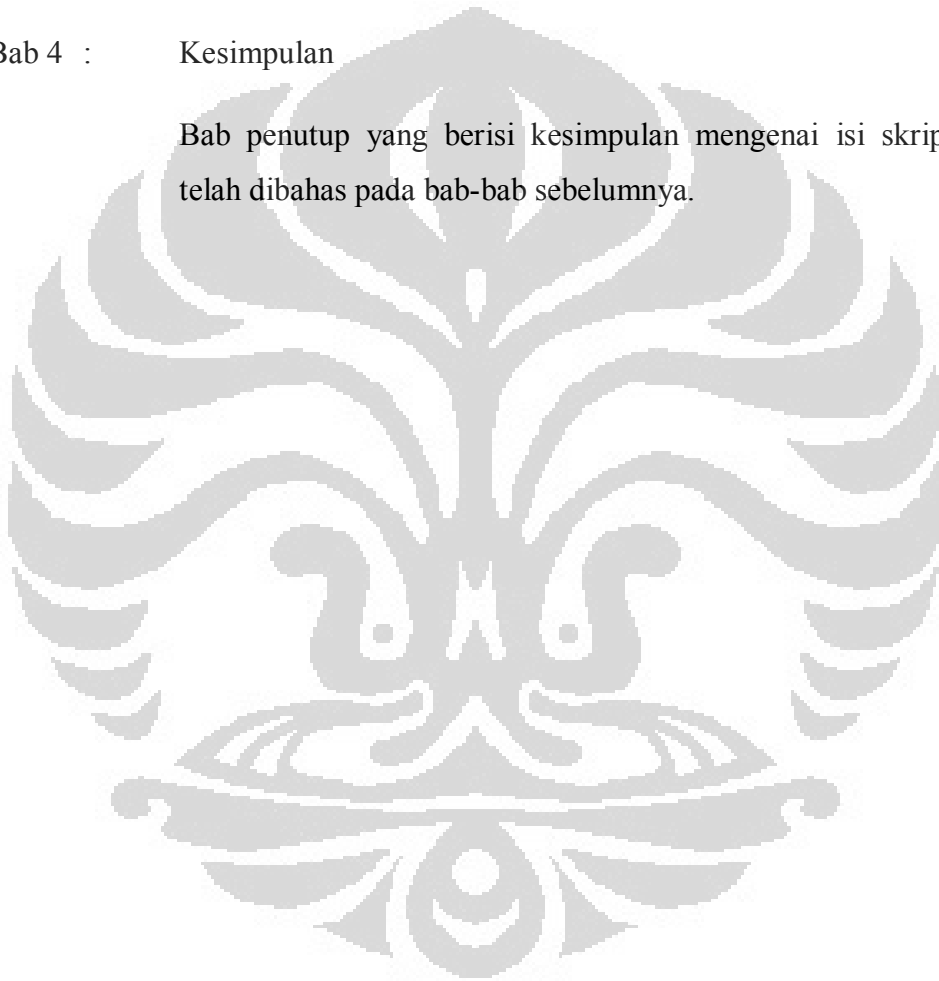 Bab 4 : Kesimpulan
Bab penutup yang berisi kesimpulan mengenai isi skrip
telah dibahas pada bab-bab sebelumnya.